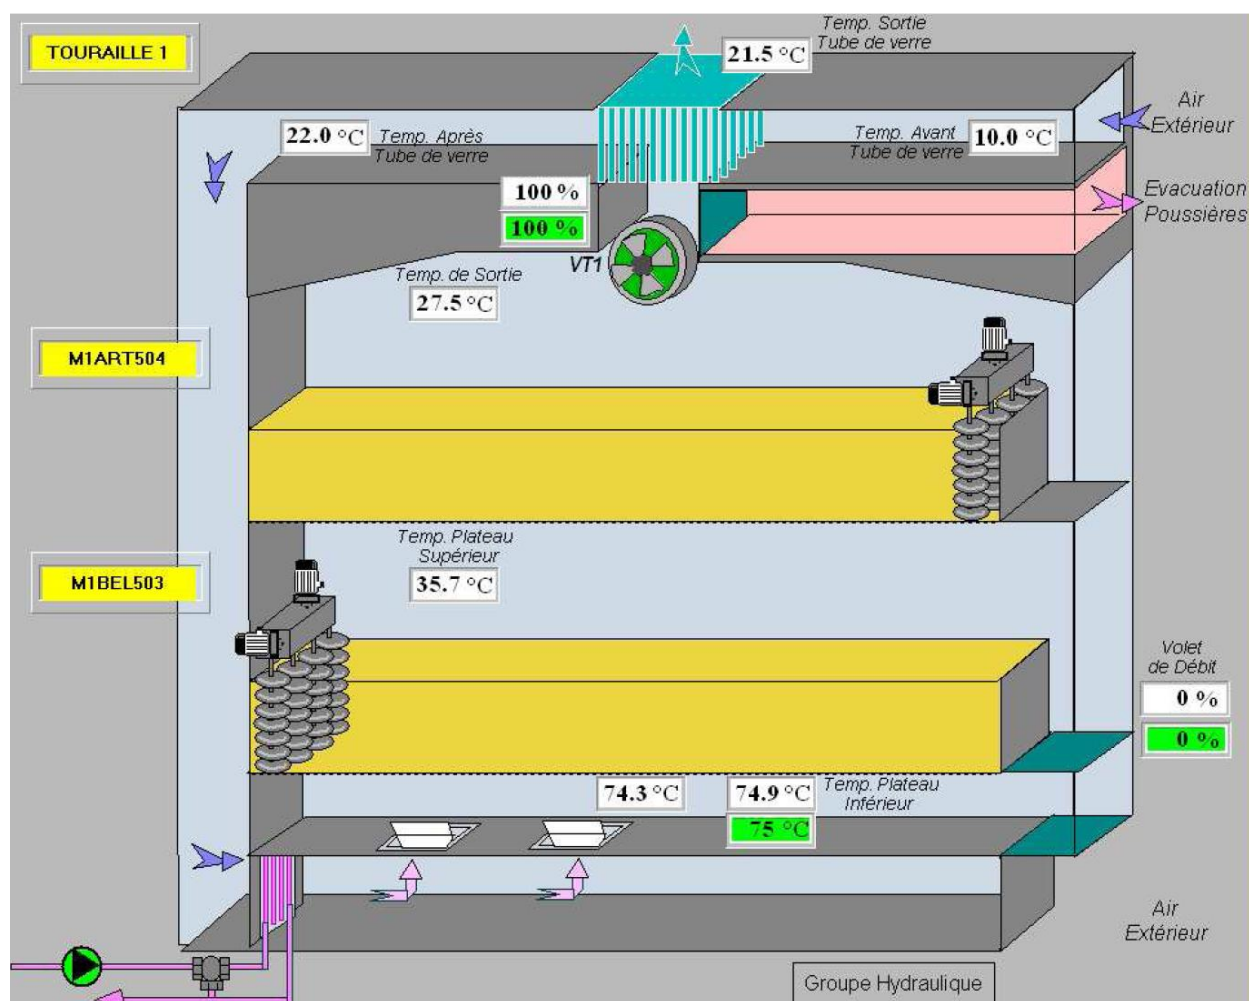 TOURAILLE 1
Temp. Sortie
Tube de verre
21.5 °C
22.0 °C
Temp. Après
Tube de verre
Temp. Avant
Tube de verre
10.0 °C
Air
Extérieur
100 %
100 %
VT1
Evacuation
Poussières
Temp. de Sortie
27.5 °C
M1ART504
Temp. Plateau
Supérieur
35.7 °C
M1BEL503
Volet
de Débit
0 %
0 %
74.3 °C
74.9 °C
75 °C
Temp. Plateau
Inférieur
Air
Extérieur
Groupe Hydraulique